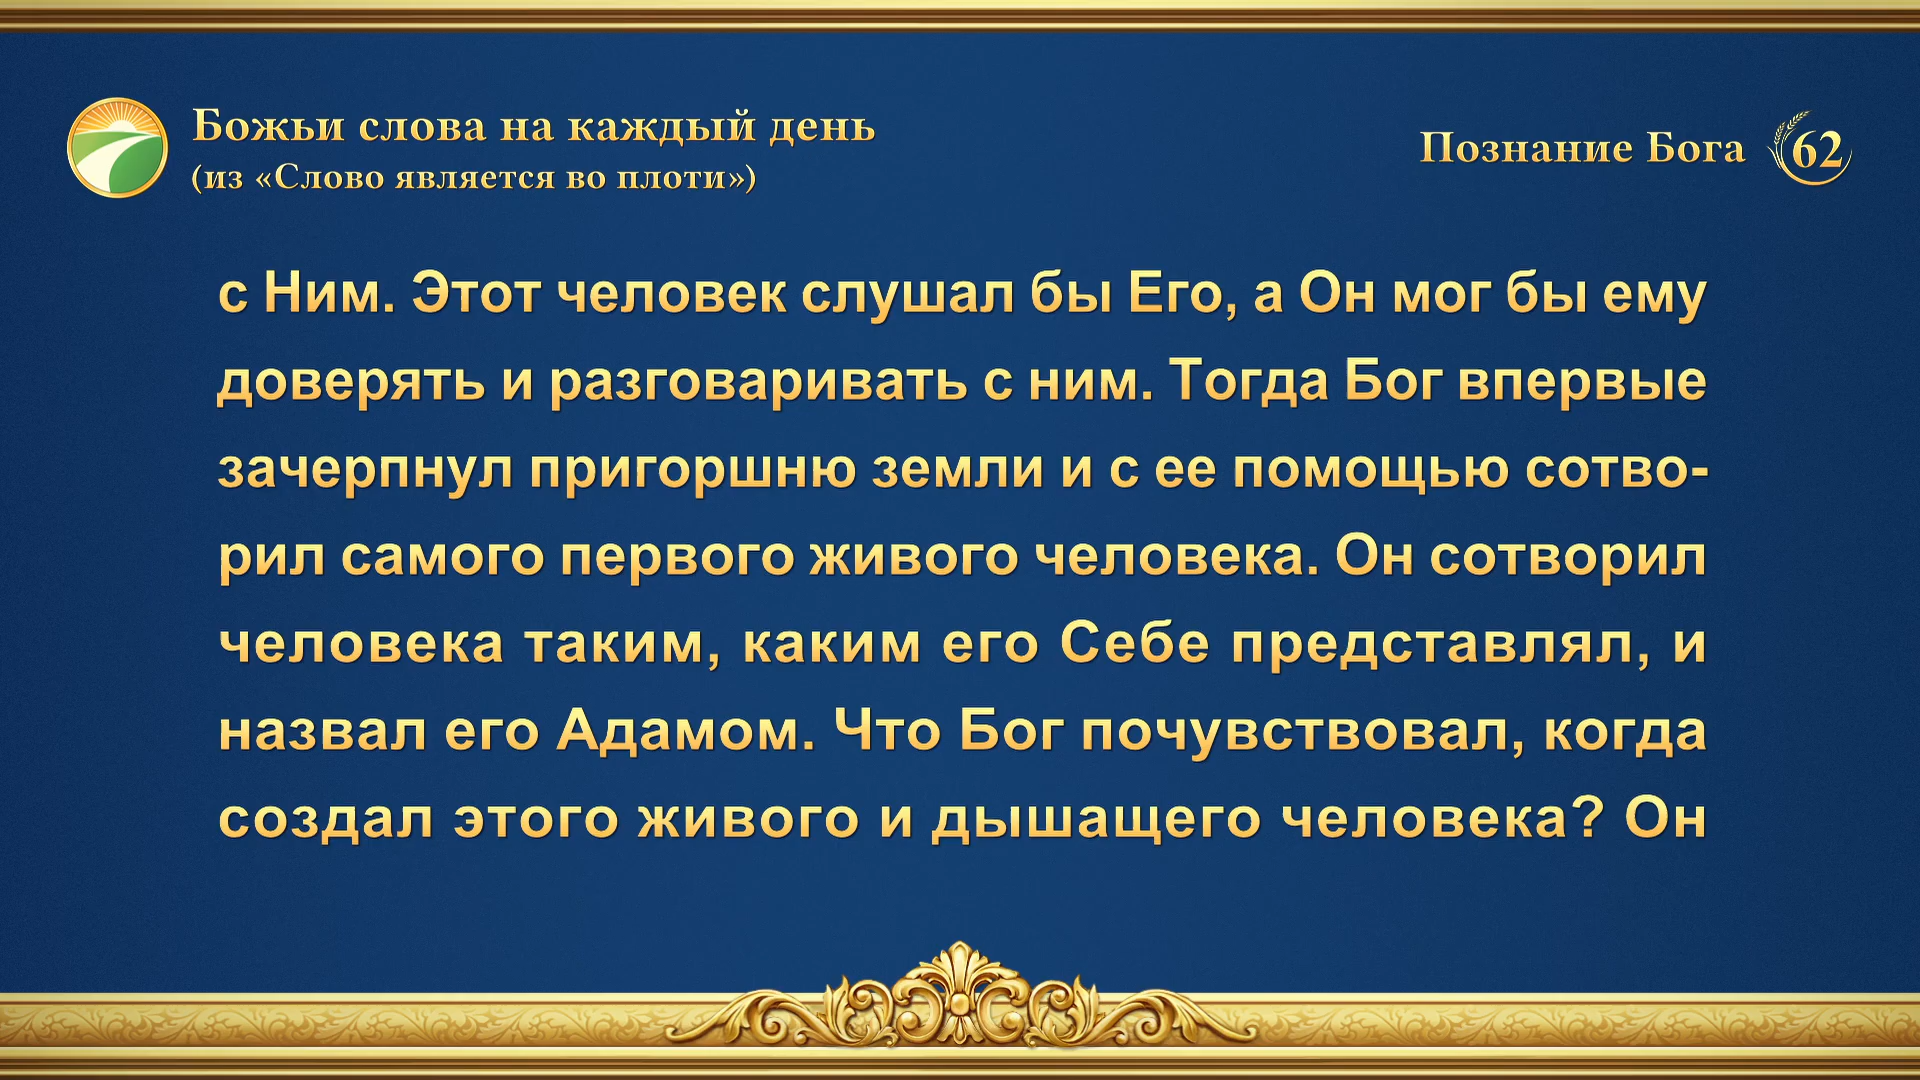 Божьи слова на каждый день
(из «Слово является во плоти»)
Познание Бога 62
с Ним. Этот человек слушал бы Его, а Он мог бы ему
доверять и разговаривать с ним. Тогда Бог впервые
зачерпнул пригоршню земли и с ее помощью сотво-
рил самого первого живого человека. Он сотворил
человека таким, каким его Себе представлял, и
назвал его Адамом. Что Бог почувствовал, когда
создал этого живого и дышащего человека? Он